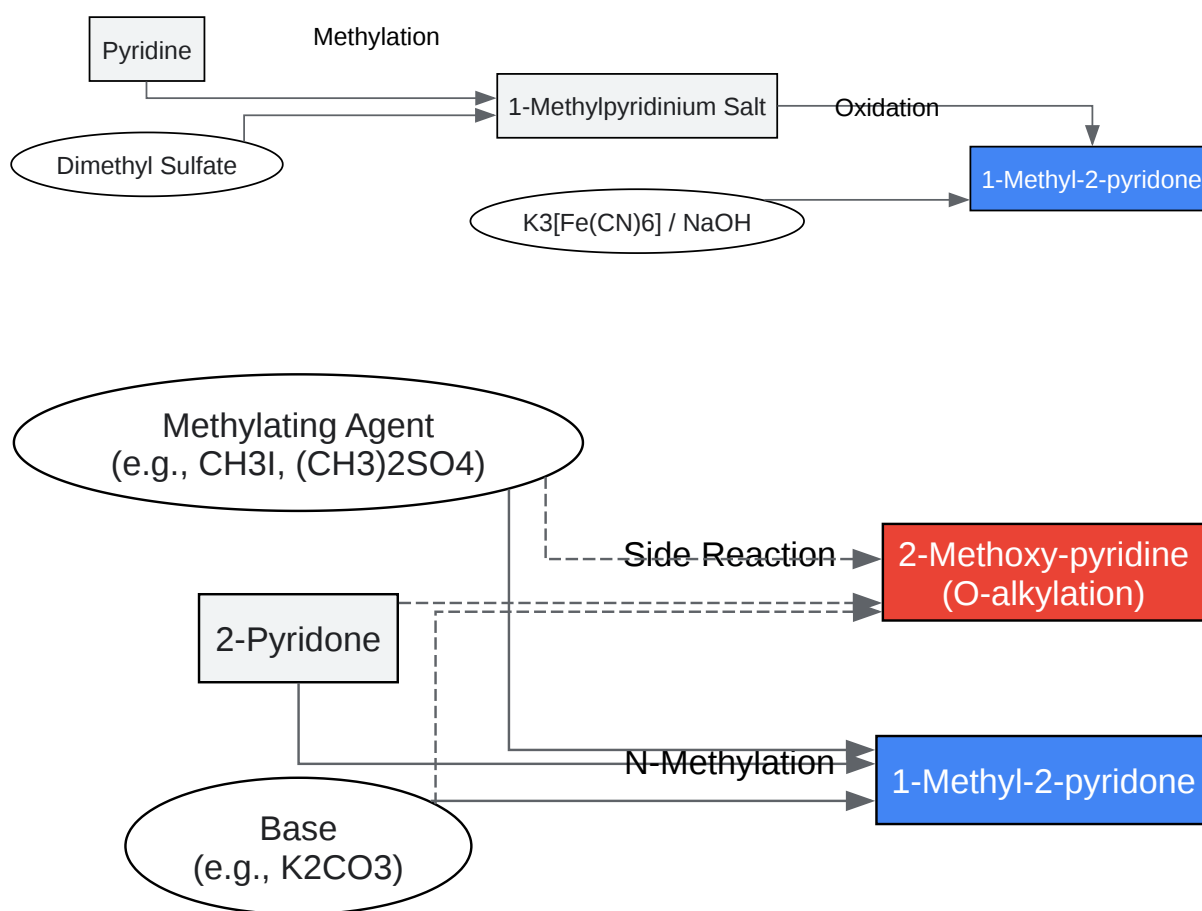 Pyridine
Methylation
1-Methylpyridinium Salt
Oxidation
Dimethyl Sulfate
1-Methyl-2-pyridone
K3[Fe(CN)6] / NaOH
Methylating Agent
(e.g., CH3I, (CH3)2SO4)
Side Reaction
2-Methoxy-pyridine
(O-alkylation)
2-Pyridone
N-Methylation
1-Methyl-2-pyridone
Base
(e.g., K2CO3)